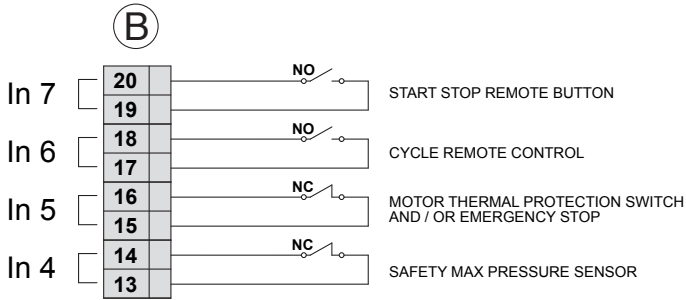 B
In 7
20
NO
START STOP REMOTE BUTTON
19
In 6
18
NO
CYCLE REMOTE CONTROL
17
In 5
16
NC
MOTOR THERMAL PROTECTION SWITCH
AND / OR EMERGENCY STOP
15
In 4
14
NC
SAFETY MAX PRESSURE SENSOR
13